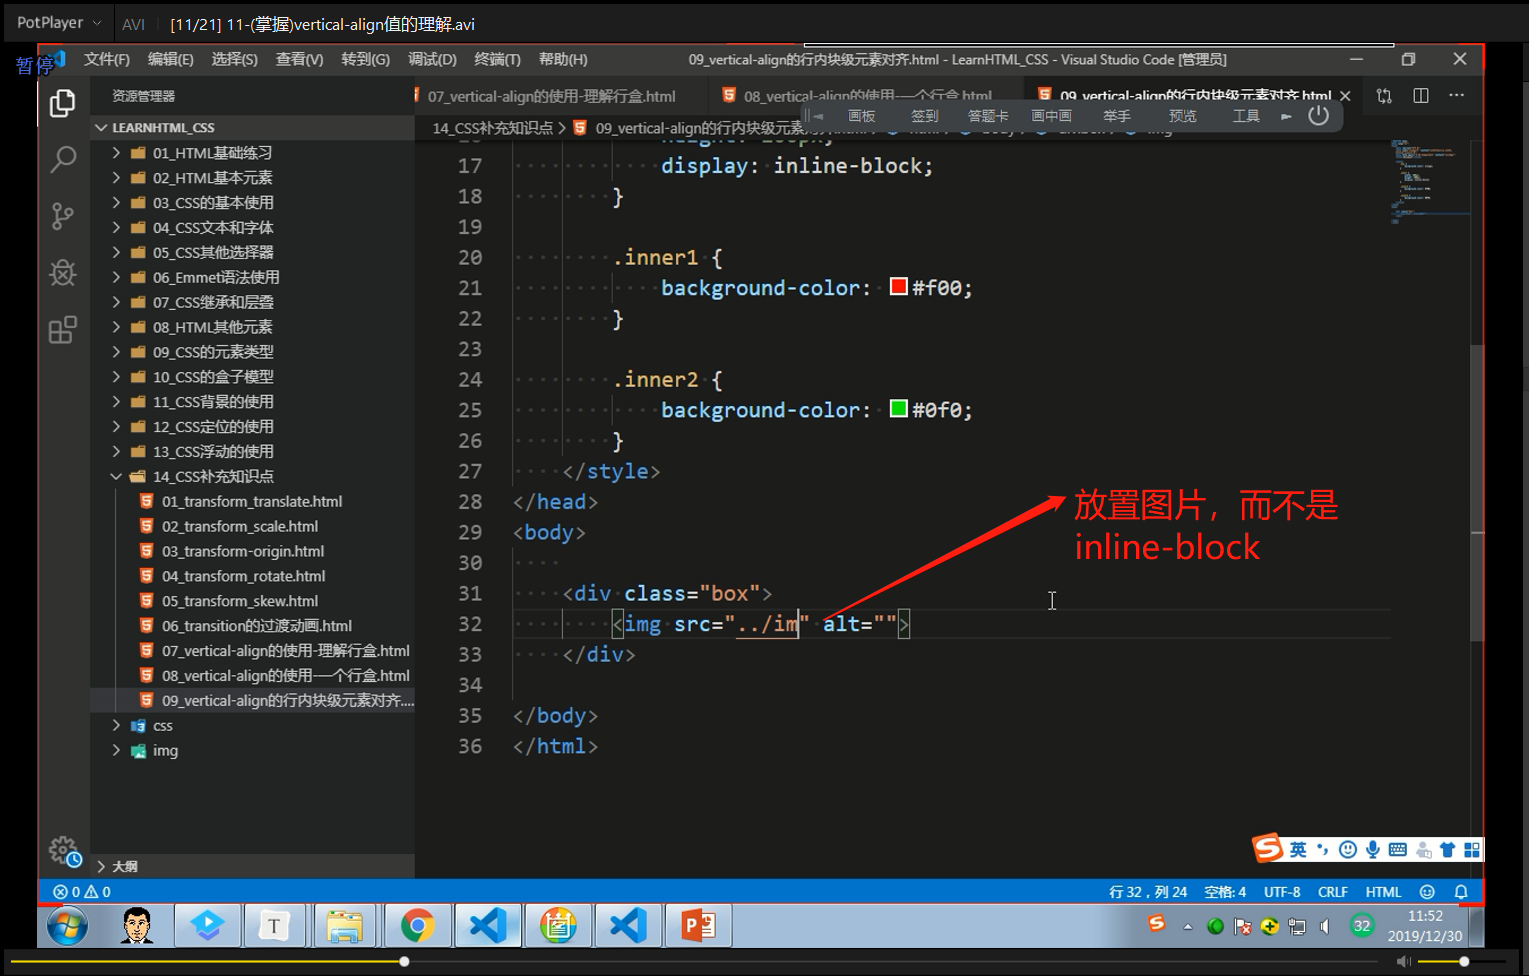 PotPlayer
AVI
[11/21] 11-(掌握)vertical-align值的理解.avi
暂停
文件(F) 编辑(E) 选择(S) 查看(V) 转到(G) 调试(D) 终端(T) 帮助(H)
09_vertical-align的行内块级元素对齐.html - LearnHTML_CSS - Visual Studio Code [管理员]
资源管理器
07_vertical-align的使用-理解行盒.html
08_vertical-align的使用-一个行盒.html
09_vertical-align的行内块级元素对齐.html
画板 签到 答题卡 画中画 举手 预览 工具
LEARNHTML_CSS
14_CSS补充知识点
01_HTML基础练习
02_HTML基本元素
03_CSS的基本使用
04_CSS文本和字体
05_CSS其他选择器
06_Emmet语法使用
07_CSS继承和层叠
08_HTML其他元素
09_CSS的元素类型
10_CSS的盒子模型
11_CSS背景的使用
12_CSS定位的使用
13_CSS浮动的使用
14_CSS补充知识点
01_transform_translate.html
02_transform_scale.html
03_transform-origin.html
04_transform_rotate.html
05_transform_skew.html
06_transition的过渡动画.html
07_vertical-align的使用-理解行盒.html
08_vertical-align的使用-一个行盒.html
09_vertical-align的行内块级元素对齐....
css
img
大纲
17 display: inline-block;
18 }
19
20 .inner1 {
21 background-color: #f00;
22 }
23
24 .inner2 {
25 background-color: #0f0;
26 }
27 </style>
28 </head>
29 <body>
30
31 <div class="box">
32 <img src="../im" alt="">
33 </div>
34
35 </body>
36 </html>
放置图片，而不是
inline-block
英
0 0
行 32，列 24 空格: 4 UTF-8 CRLF HTML
T
32
11:52
2019/12/30